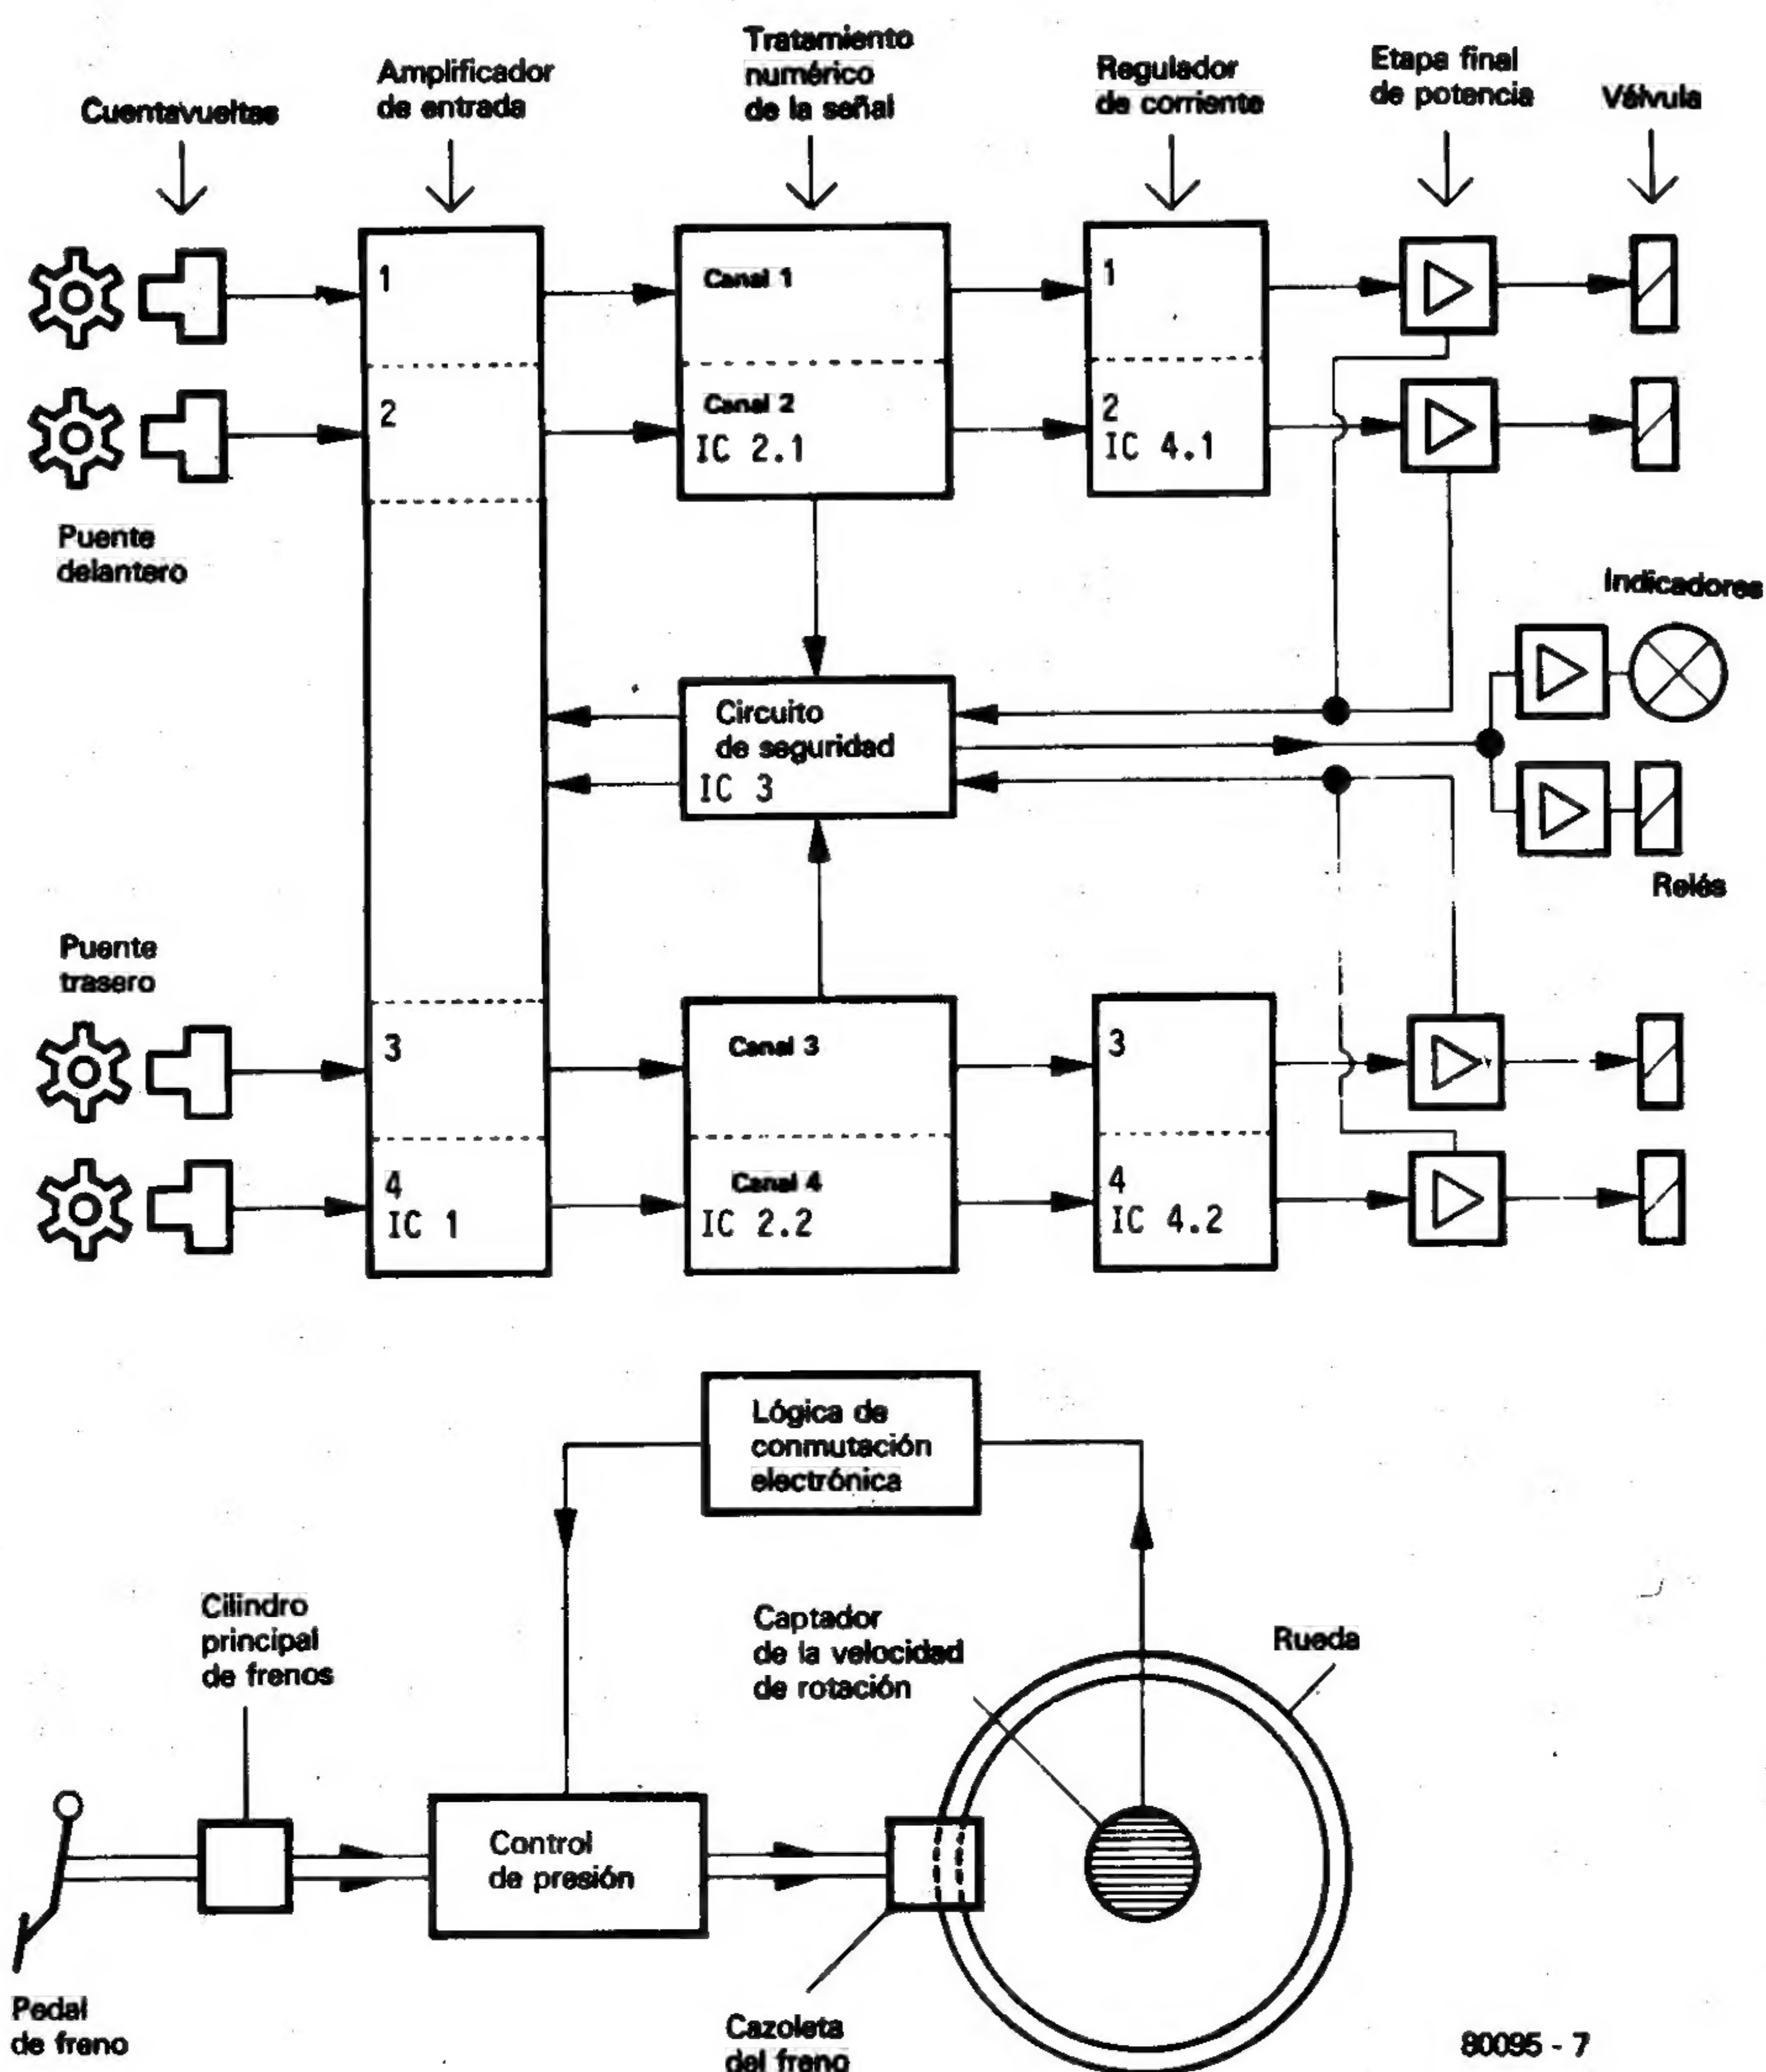 Cuentavueltas
Amplificador
de entrada
Tratamiento
numérico
de la señal
Regulador
de corriente
Etapa final
de potencia
Válvula
1
Canal 1
1
2
Canal 2
IC 2.1
2
IC 4.1
Puente
delantero
Indicadores
Circuito
de seguridad
IC 3
Relés
Puente
trasero
3
Canal 3
3
4
IC 1
Canal 4
IC 2.2
4
IC 4.2
Lógica de
conmutación
electrónica
Cilindro
principal
de frenos
Captador
de la velocidad
de rotación
Rueda
Control
de presión
Pedal
de freno
Cazoleta
del freno
80095 - 7